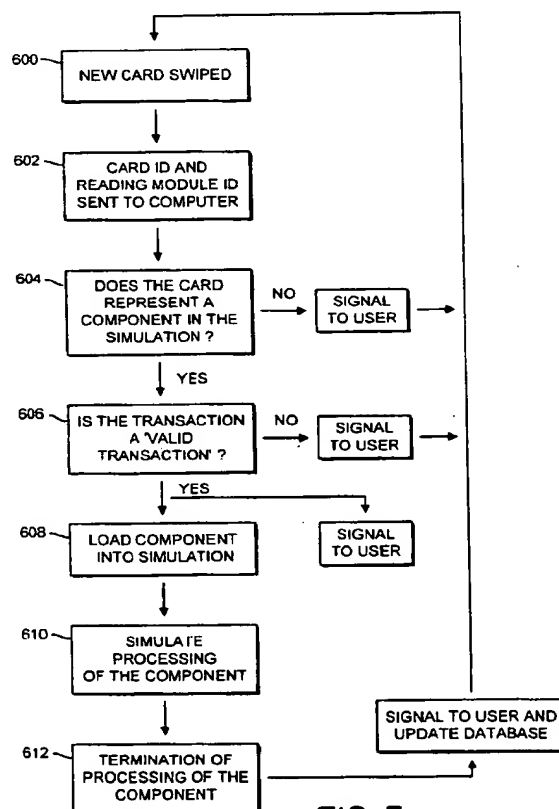 600
NEW CARD SWIPED
602
CARD ID AND
READING MODULE ID
SENT TO COMPUTER
604
DOES THE CARD
REPRESENT A
COMPONENT IN THE
SIMULATION ?
NO
SIGNAL
TO USER
YES
606
IS THE TRANSACTION
A 'VALID
TRANSACTION' ?
NO
SIGNAL
TO USER
YES
608
LOAD COMPONENT
INTO SIMULATION
SIGNAL
TO USER
610
SIMULATE
PROCESSING
OF THE COMPONENT
SIGNAL TO USER AND
UPDATE DATABASE
612
TERMINATION OF
PROCESSING OF THE
COMPONENT